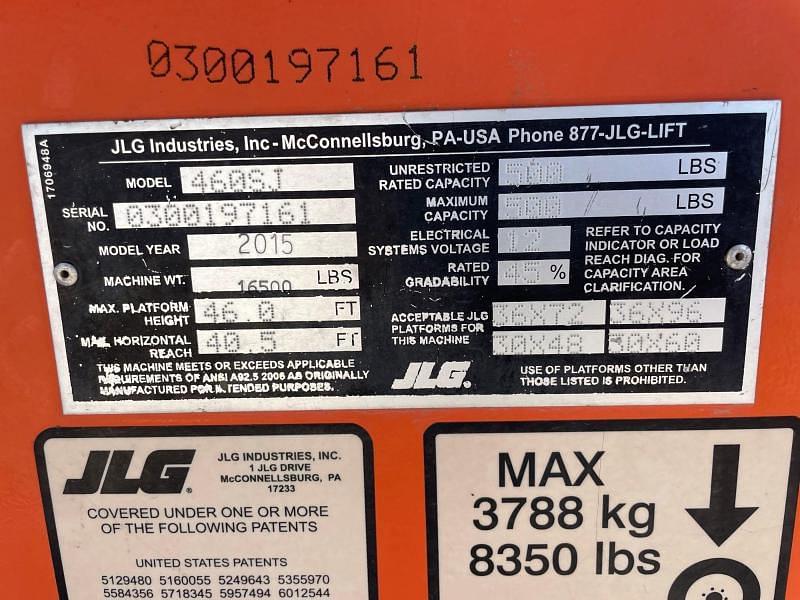 0300197161
1706948A
JLG Industries, Inc - McConnellsburg, PA-USA Phone 877-JLG-LIFT
MODEL 460SJ
SERIAL NO. 0300197161
MODEL YEAR 2015
MACHINE WT. 16500 LBS
MAX. PLATFORM HEIGHT 46.0 FT
MAX. HORIZONTAL REACH 40.5 FT
THIS MACHINE MEETS OR EXCEEDS APPLICABLE
REQUIREMENTS OF ANSI A92.5 2006 AS ORIGINALLY
MANUFACTURED FOR INTENDED PURPOSES.
UNRESTRICTED
RATED CAPACITY 500 LBS
MAXIMUM
CAPACITY 500 LBS
ELECTRICAL
SYSTEMS VOLTAGE 12
RATED
GRADABILITY 45 %
REFER TO CAPACITY
INDICATOR OR LOAD
REACH DIAG. FOR
CAPACITY AREA
CLARIFICATION.
ACCEPTABLE JLG
PLATFORMS FOR
THIS MACHINE
36X72 36X96
30X48 30X60
JLG.
USE OF PLATFORMS OTHER THAN
THOSE LISTED IS PROHIBITED.
JLG
JLG INDUSTRIES, INC.
1 JLG DRIVE
McCONNELLSBURG, PA
17233
COVERED UNDER ONE OR MORE
OF THE FOLLOWING PATENTS
UNITED STATES PATENTS
5129480 5160055 5249643 5355970
5584356 5718345 5957494 6012544
MAX
3788 kg
8350 lbs